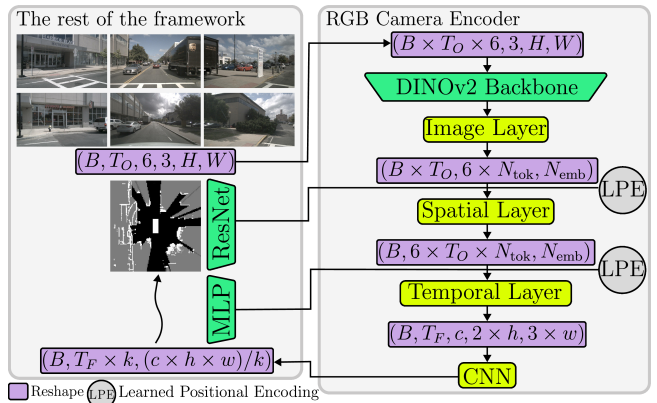 The rest of the framework
(B, T_O, 6, 3, H, W)
ResNet
MLP
(B, T_F × k, (c × h × w)/k)
RGB Camera Encoder
(B × T_O × 6, 3, H, W)
DINOv2 Backbone
Image Layer
(B × T_O, 6 × N_tok, N_emb)
LPE
Spatial Layer
(B, 6 × T_O × N_tok, N_emb)
LPE
Temporal Layer
(B, T_F, c, 2 × h, 3 × w)
CNN
Reshape LPE Learned Positional Encoding